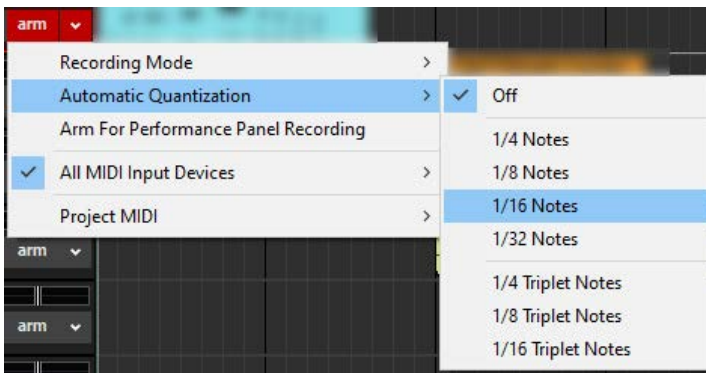 arm
Recording Mode
Automatic Quantization
Arm For Performance Panel Recording
All MIDI Input Devices
Project MIDI
Off
1/4 Notes
1/8 Notes
1/16 Notes
1/32 Notes
1/4 Triplet Notes
1/8 Triplet Notes
1/16 Triplet Notes
arm
arm